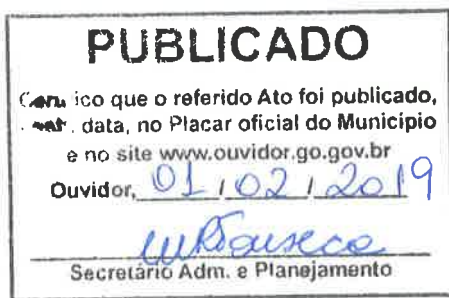 PUBLICADO
que o referido Ato foi publicado,
data, no Placar oficial do Município
e no site www.ouvidor.go.gov.br
Ouvidor, 01 / 02 / 2019
Secretário Adm. e Planejamento